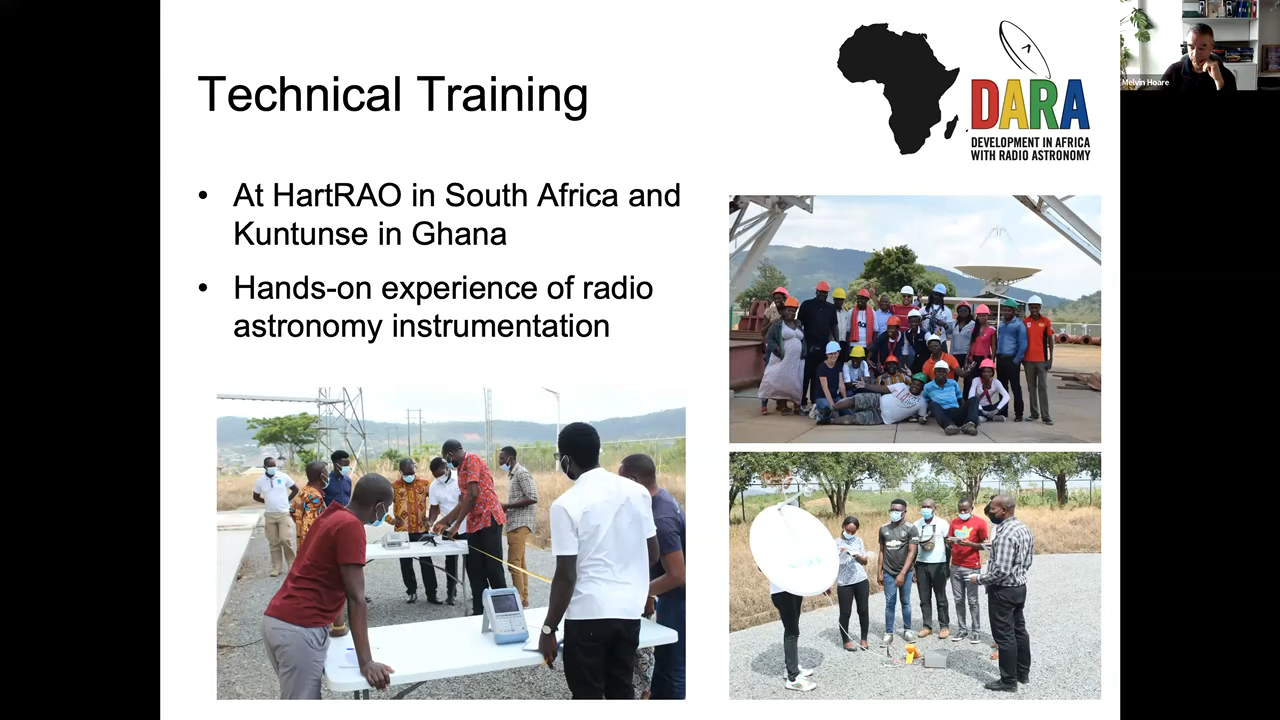 Technical Training
DARA
DEVELOPMENT IN AFRICA
WITH RADIO ASTRONOMY
Melvin Hoare
• At HartRAO in South Africa and
Kuntunse in Ghana
• Hands-on experience of radio
astronomy instrumentation